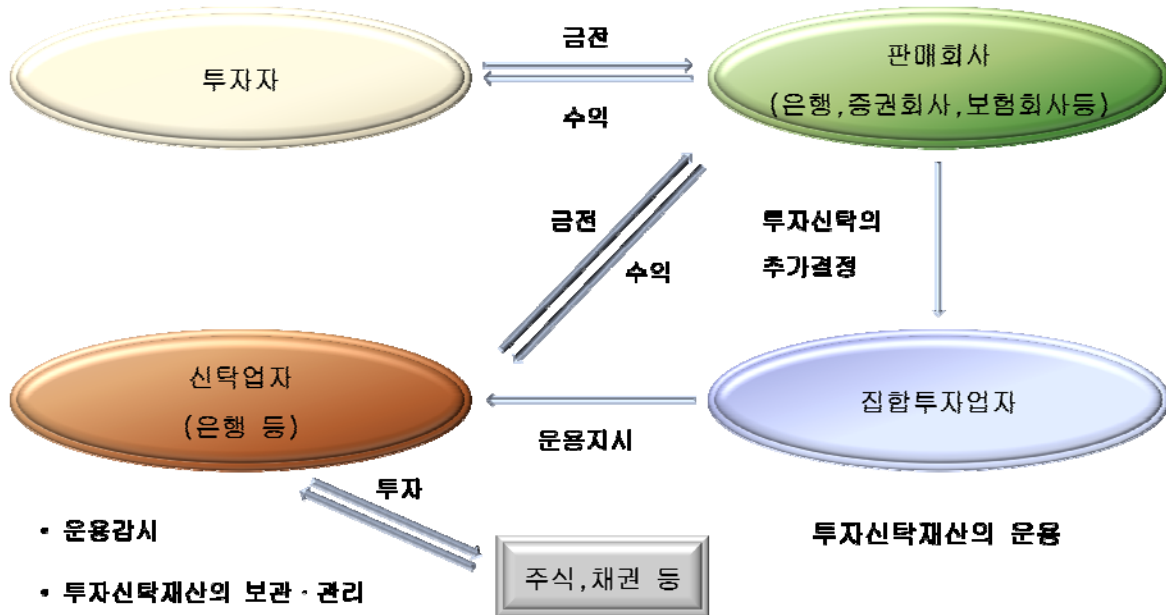 금전
투자자
판매회사
(은행,증권회사,보험회사등)
수익
금전
투자신탁의
추가결정
수익
신탁업자
(은행 등)
집합투자업자
운용지시
투자
• 운용감시
투자신탁재산의 운용
주식,채권 등
• 투자신탁재산의 보관·관리